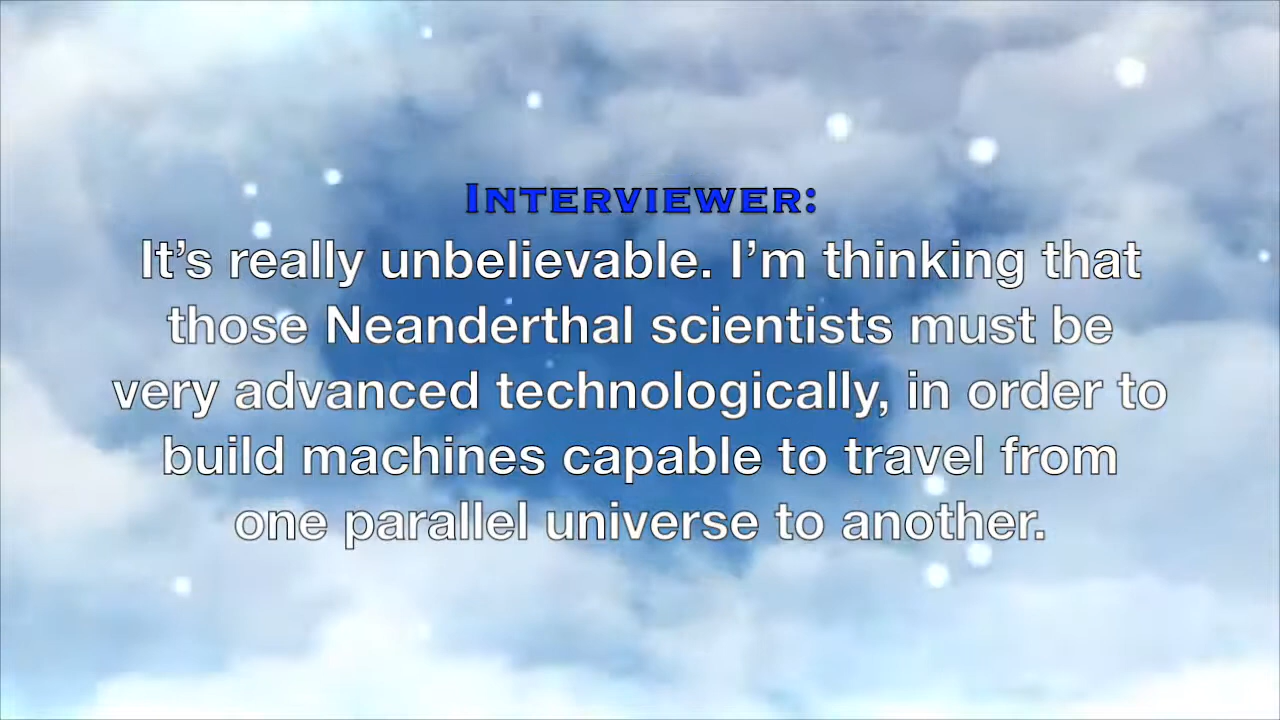 INTERVIEWER:
It’s really unbelievable. I’m thinking that
those Neanderthal scientists must be
very advanced technologically, in order to
build machines capable to travel from
one parallel universe to another.